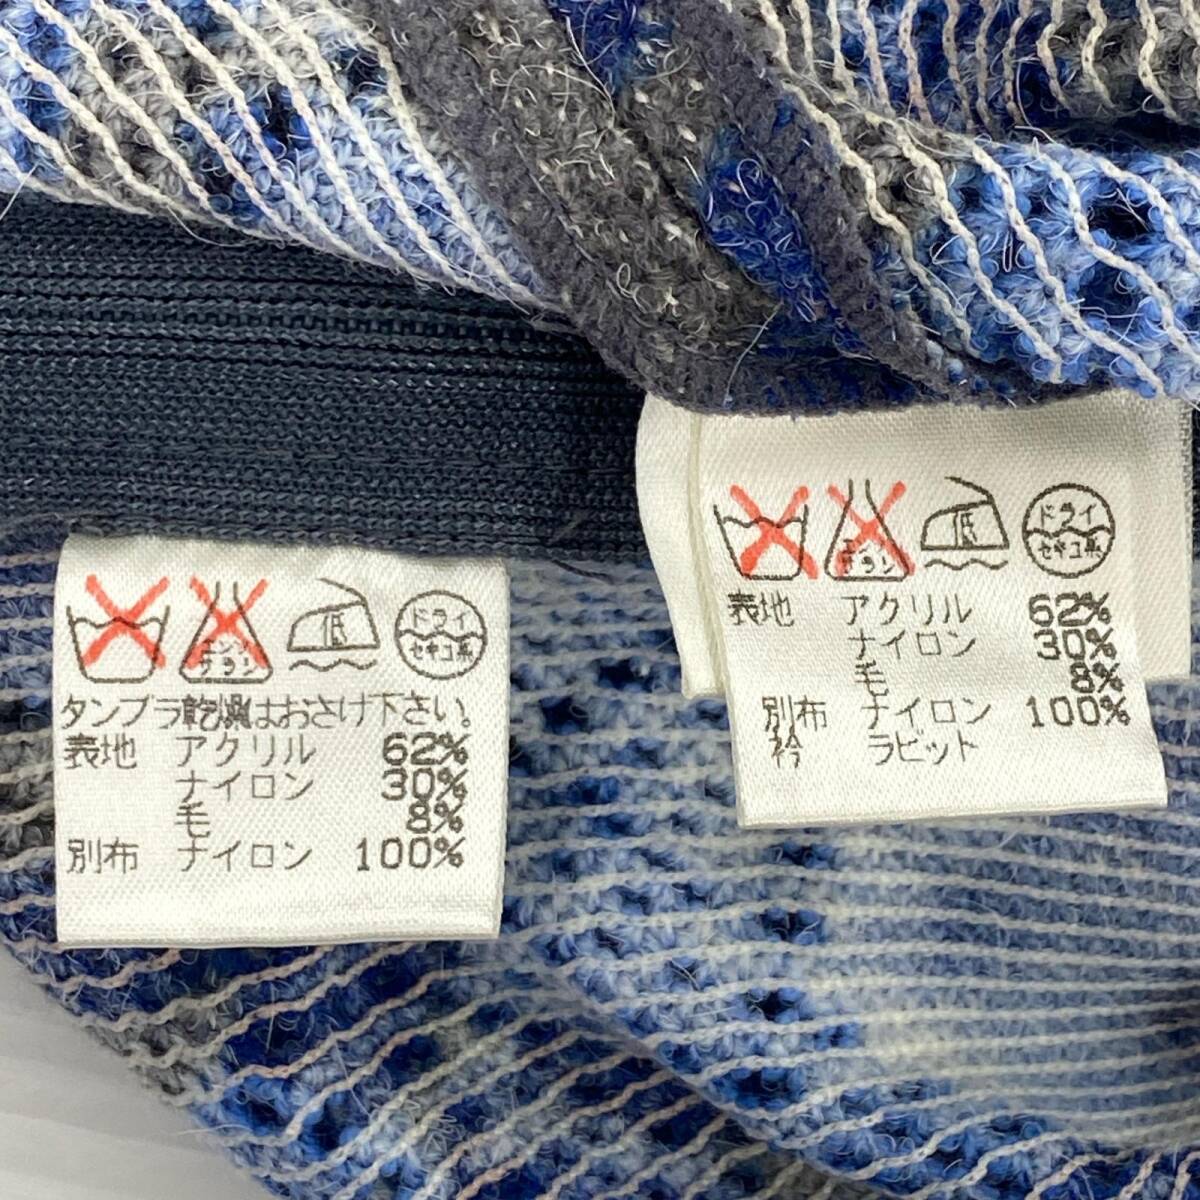 エンソ
サラシ
低
ドライ
セキユ系
タンブラ乾燥はおさけ下さい。
表地 アクリル 62%
ナイロン 30%
毛 8%
別布 ナイロン 100%
エンソ
サラシ
低
ドライ
セキユ系
表地 アクリル 62%
ナイロン 30%
毛 8%
別布 ナイロン 100%
衿 ラビット